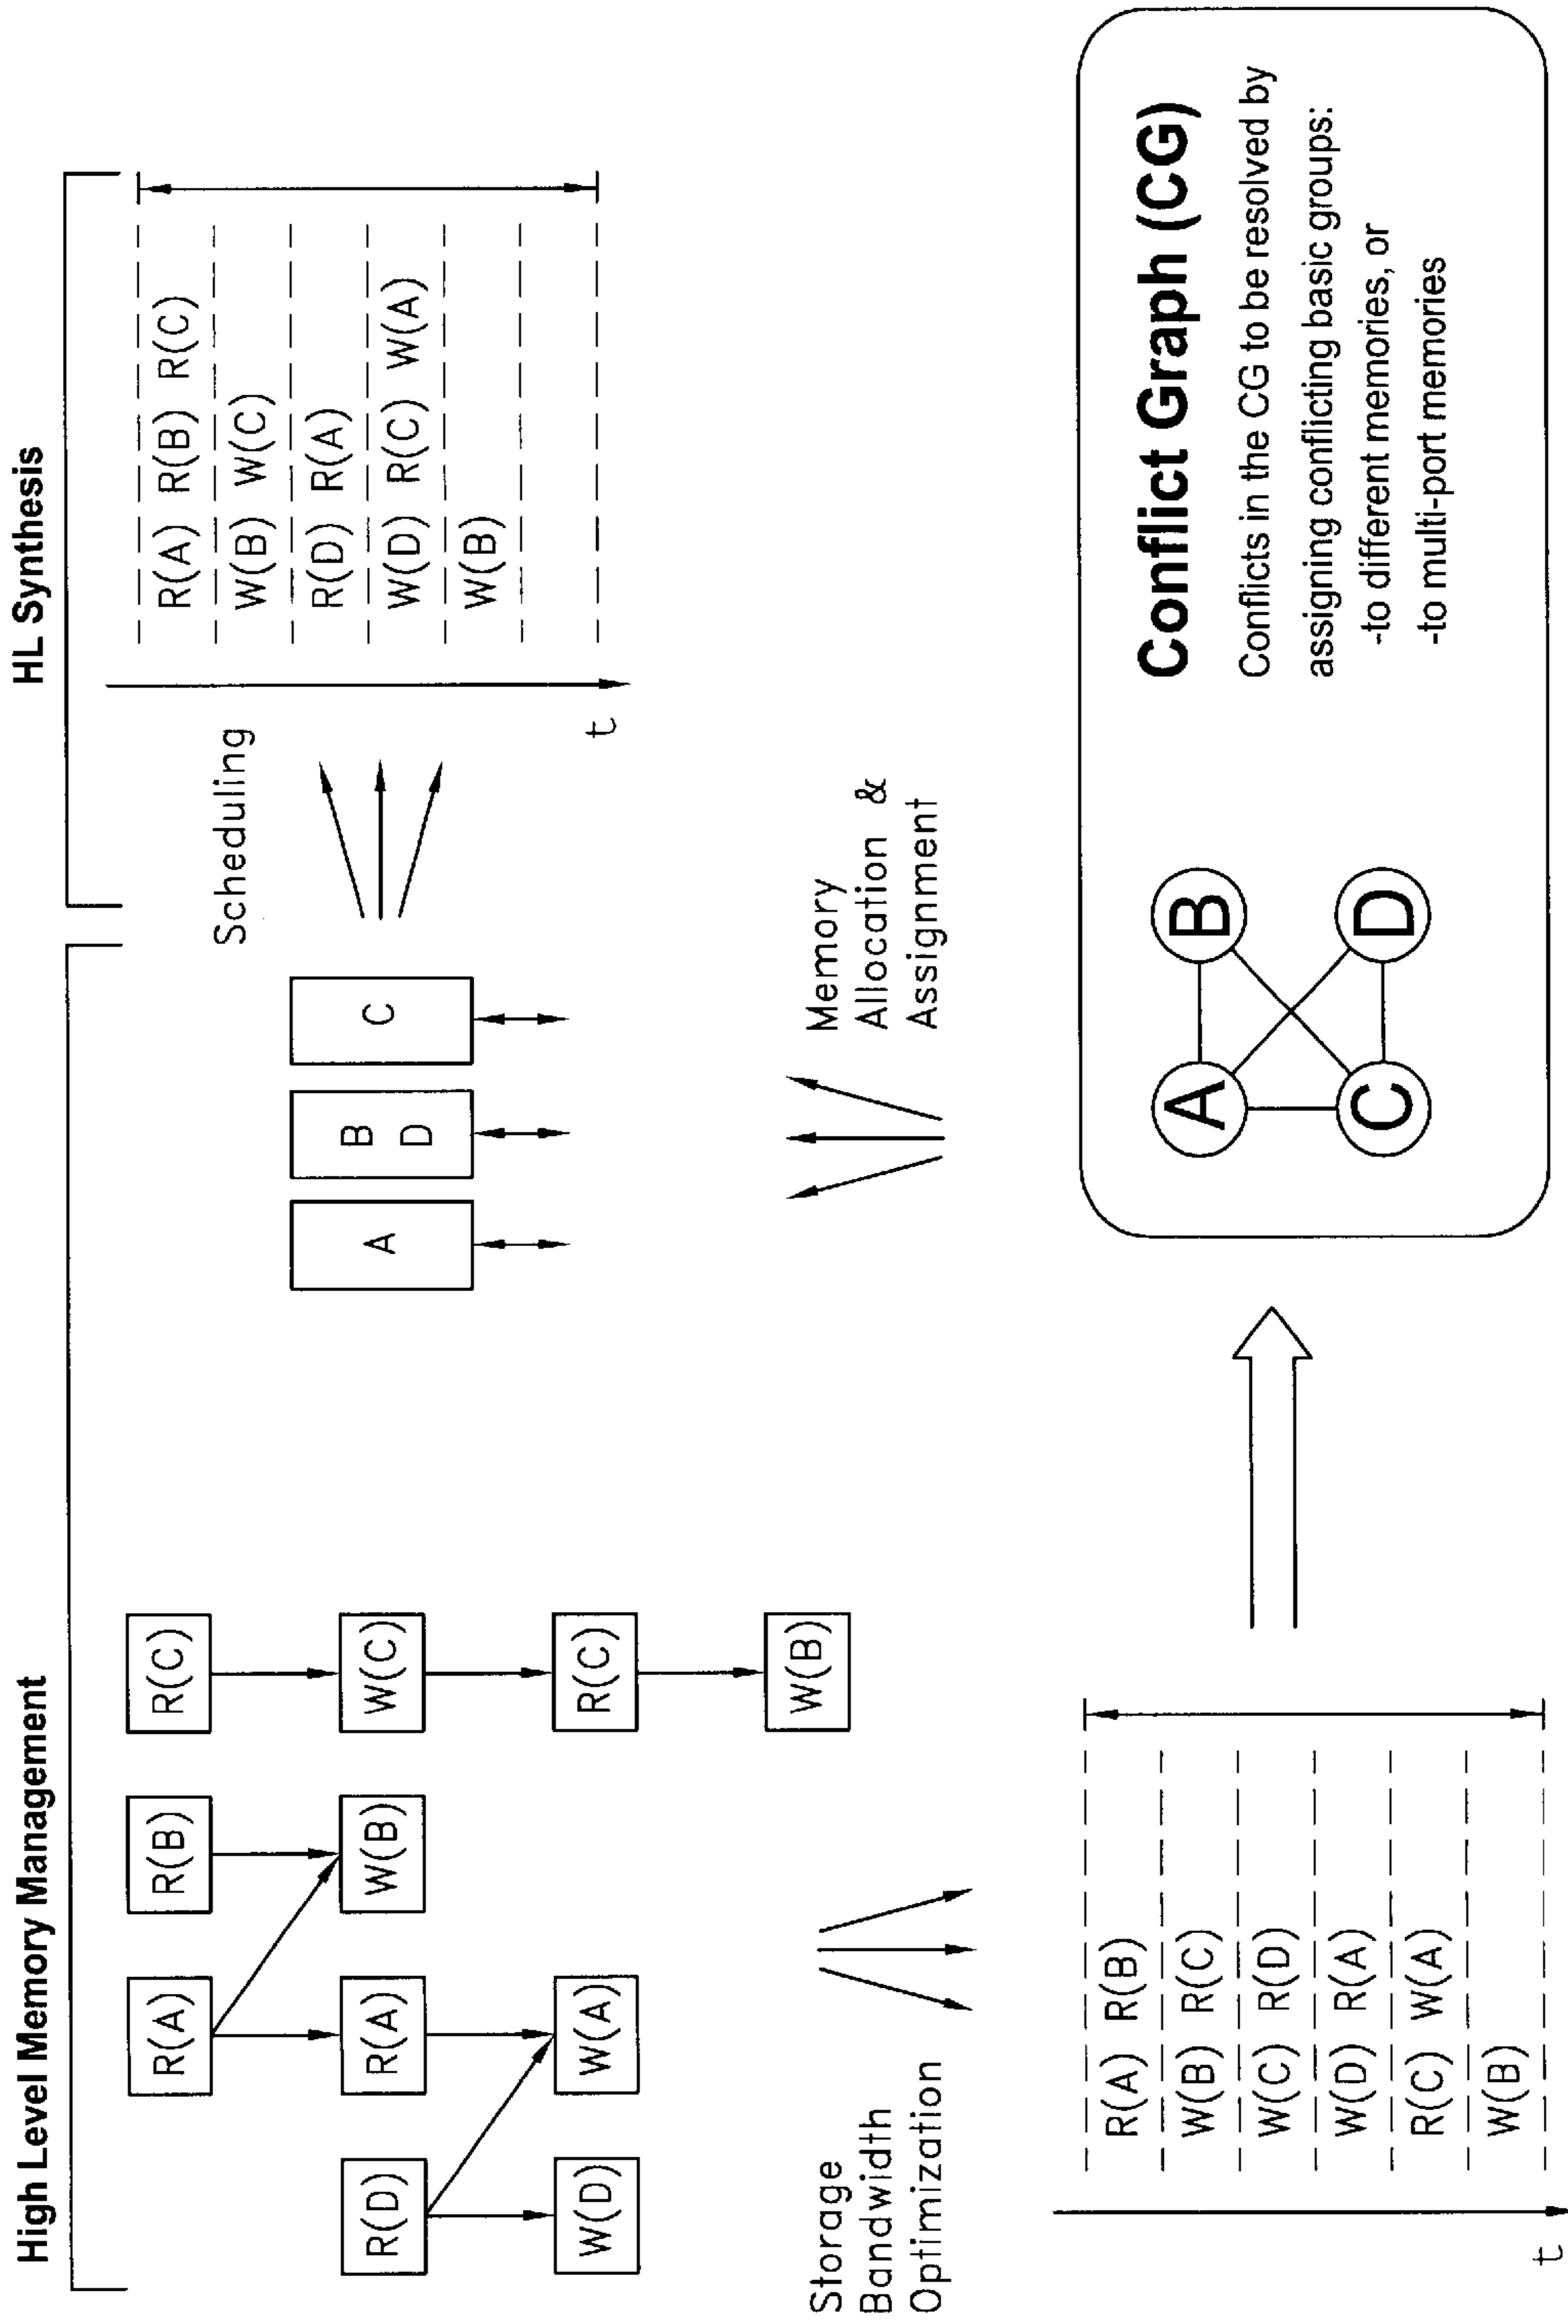 High Level Memory Management
R(A)
R(B)
R(C)
R(D)
R(A)
W(B)
W(C)
W(D)
W(A)
R(C)
W(B)
Storage
Bandwidth
Optimization
R(A) R(B)
W(B) R(C)
W(C) R(D)
W(D) R(A)
R(C) W(A)
W(B)
t
Conflict Graph (CG)
Conflicts in the CG to be resolved by
assigning conflicting basic groups:
-to different memories, or
-to multi-port memories
A
B
C
D
Memory
Allocation &
Assignment
A
B
D
C
HL Synthesis
Scheduling
R(A) R(B) R(C)
W(B) W(C)
R(D) R(A)
W(D) R(C) W(A)
W(B)
t